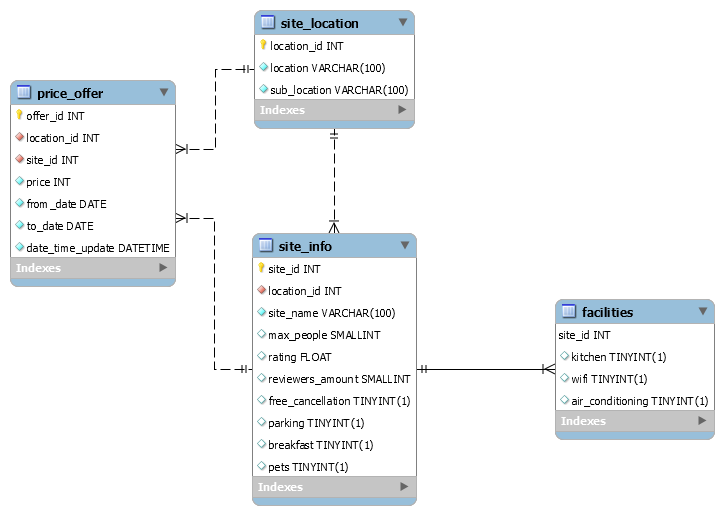 site_location
location_id INT
location VARCHAR(100)
sub_location VARCHAR(100)
Indexes
price_offer
offer_id INT
location_id INT
site_id INT
price INT
from_date DATE
to_date DATE
date_time_update DATETIME
Indexes
site_info
site_id INT
location_id INT
site_name VARCHAR(100)
max_people SMALLINT
rating FLOAT
reviewers_amount SMALLINT
free_cancellation TINYINT(1)
parking TINYINT(1)
breakfast TINYINT(1)
pets TINYINT(1)
Indexes
facilities
site_id INT
kitchen TINYINT(1)
wifi TINYINT(1)
air_conditioning TINYINT(1)
Indexes